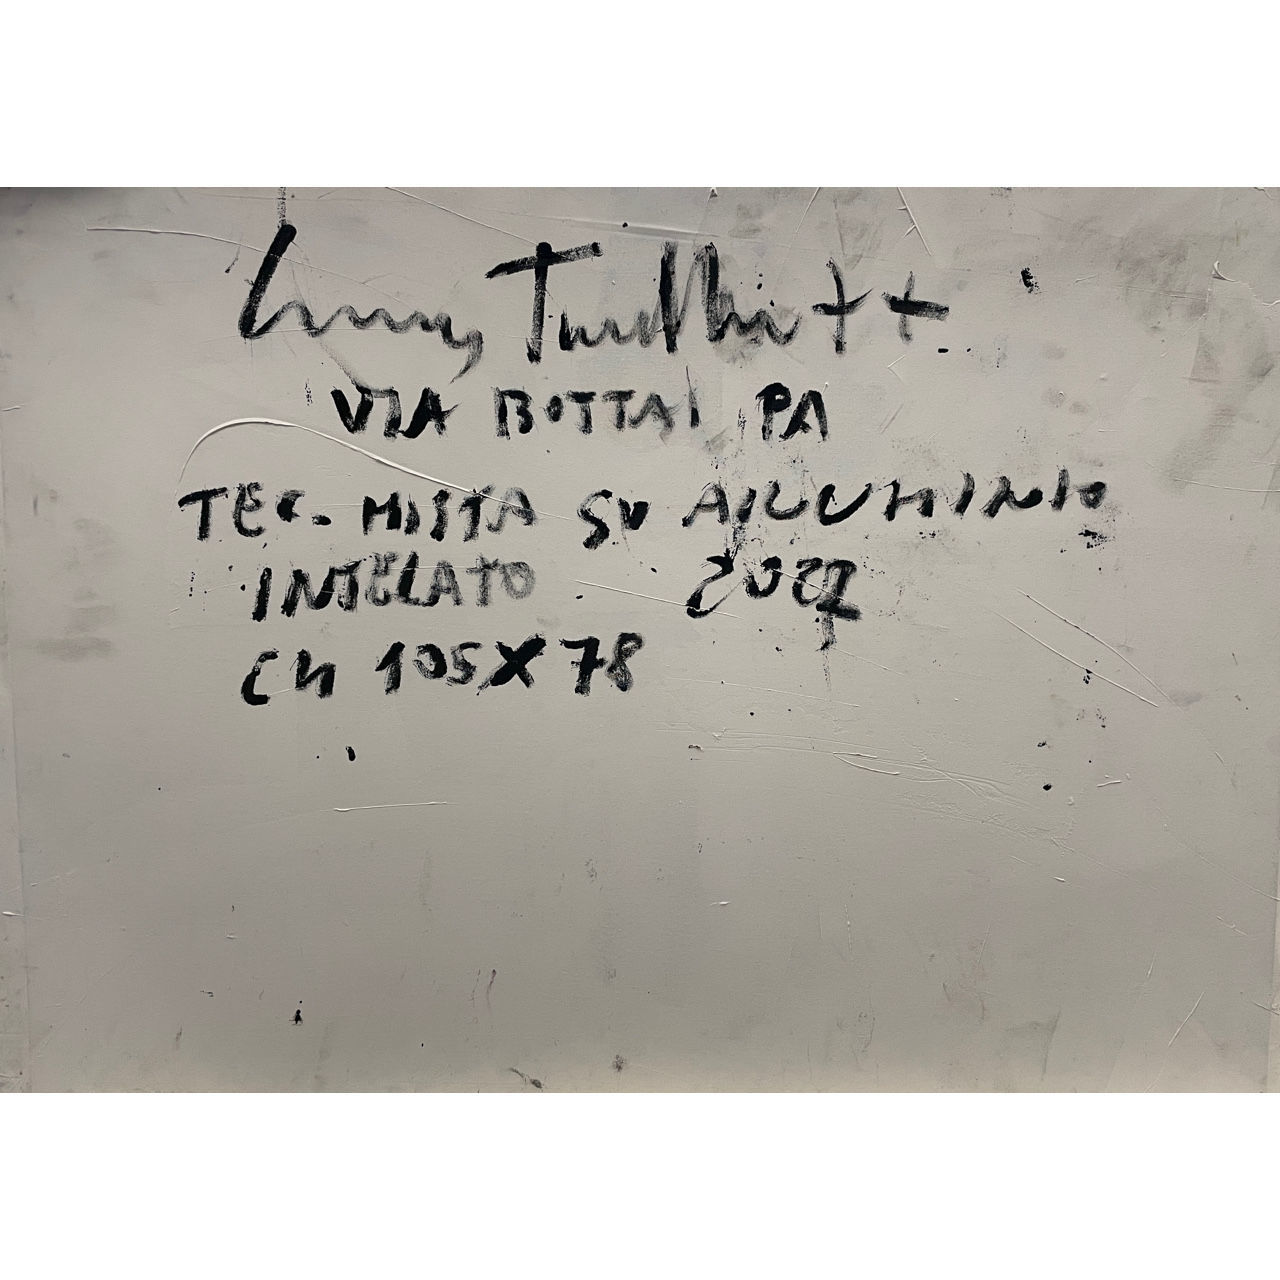 VIA BOTTAI PA
TEC. MISTA SU ALLUMINIO
INTELATO 2022
CM 105X78